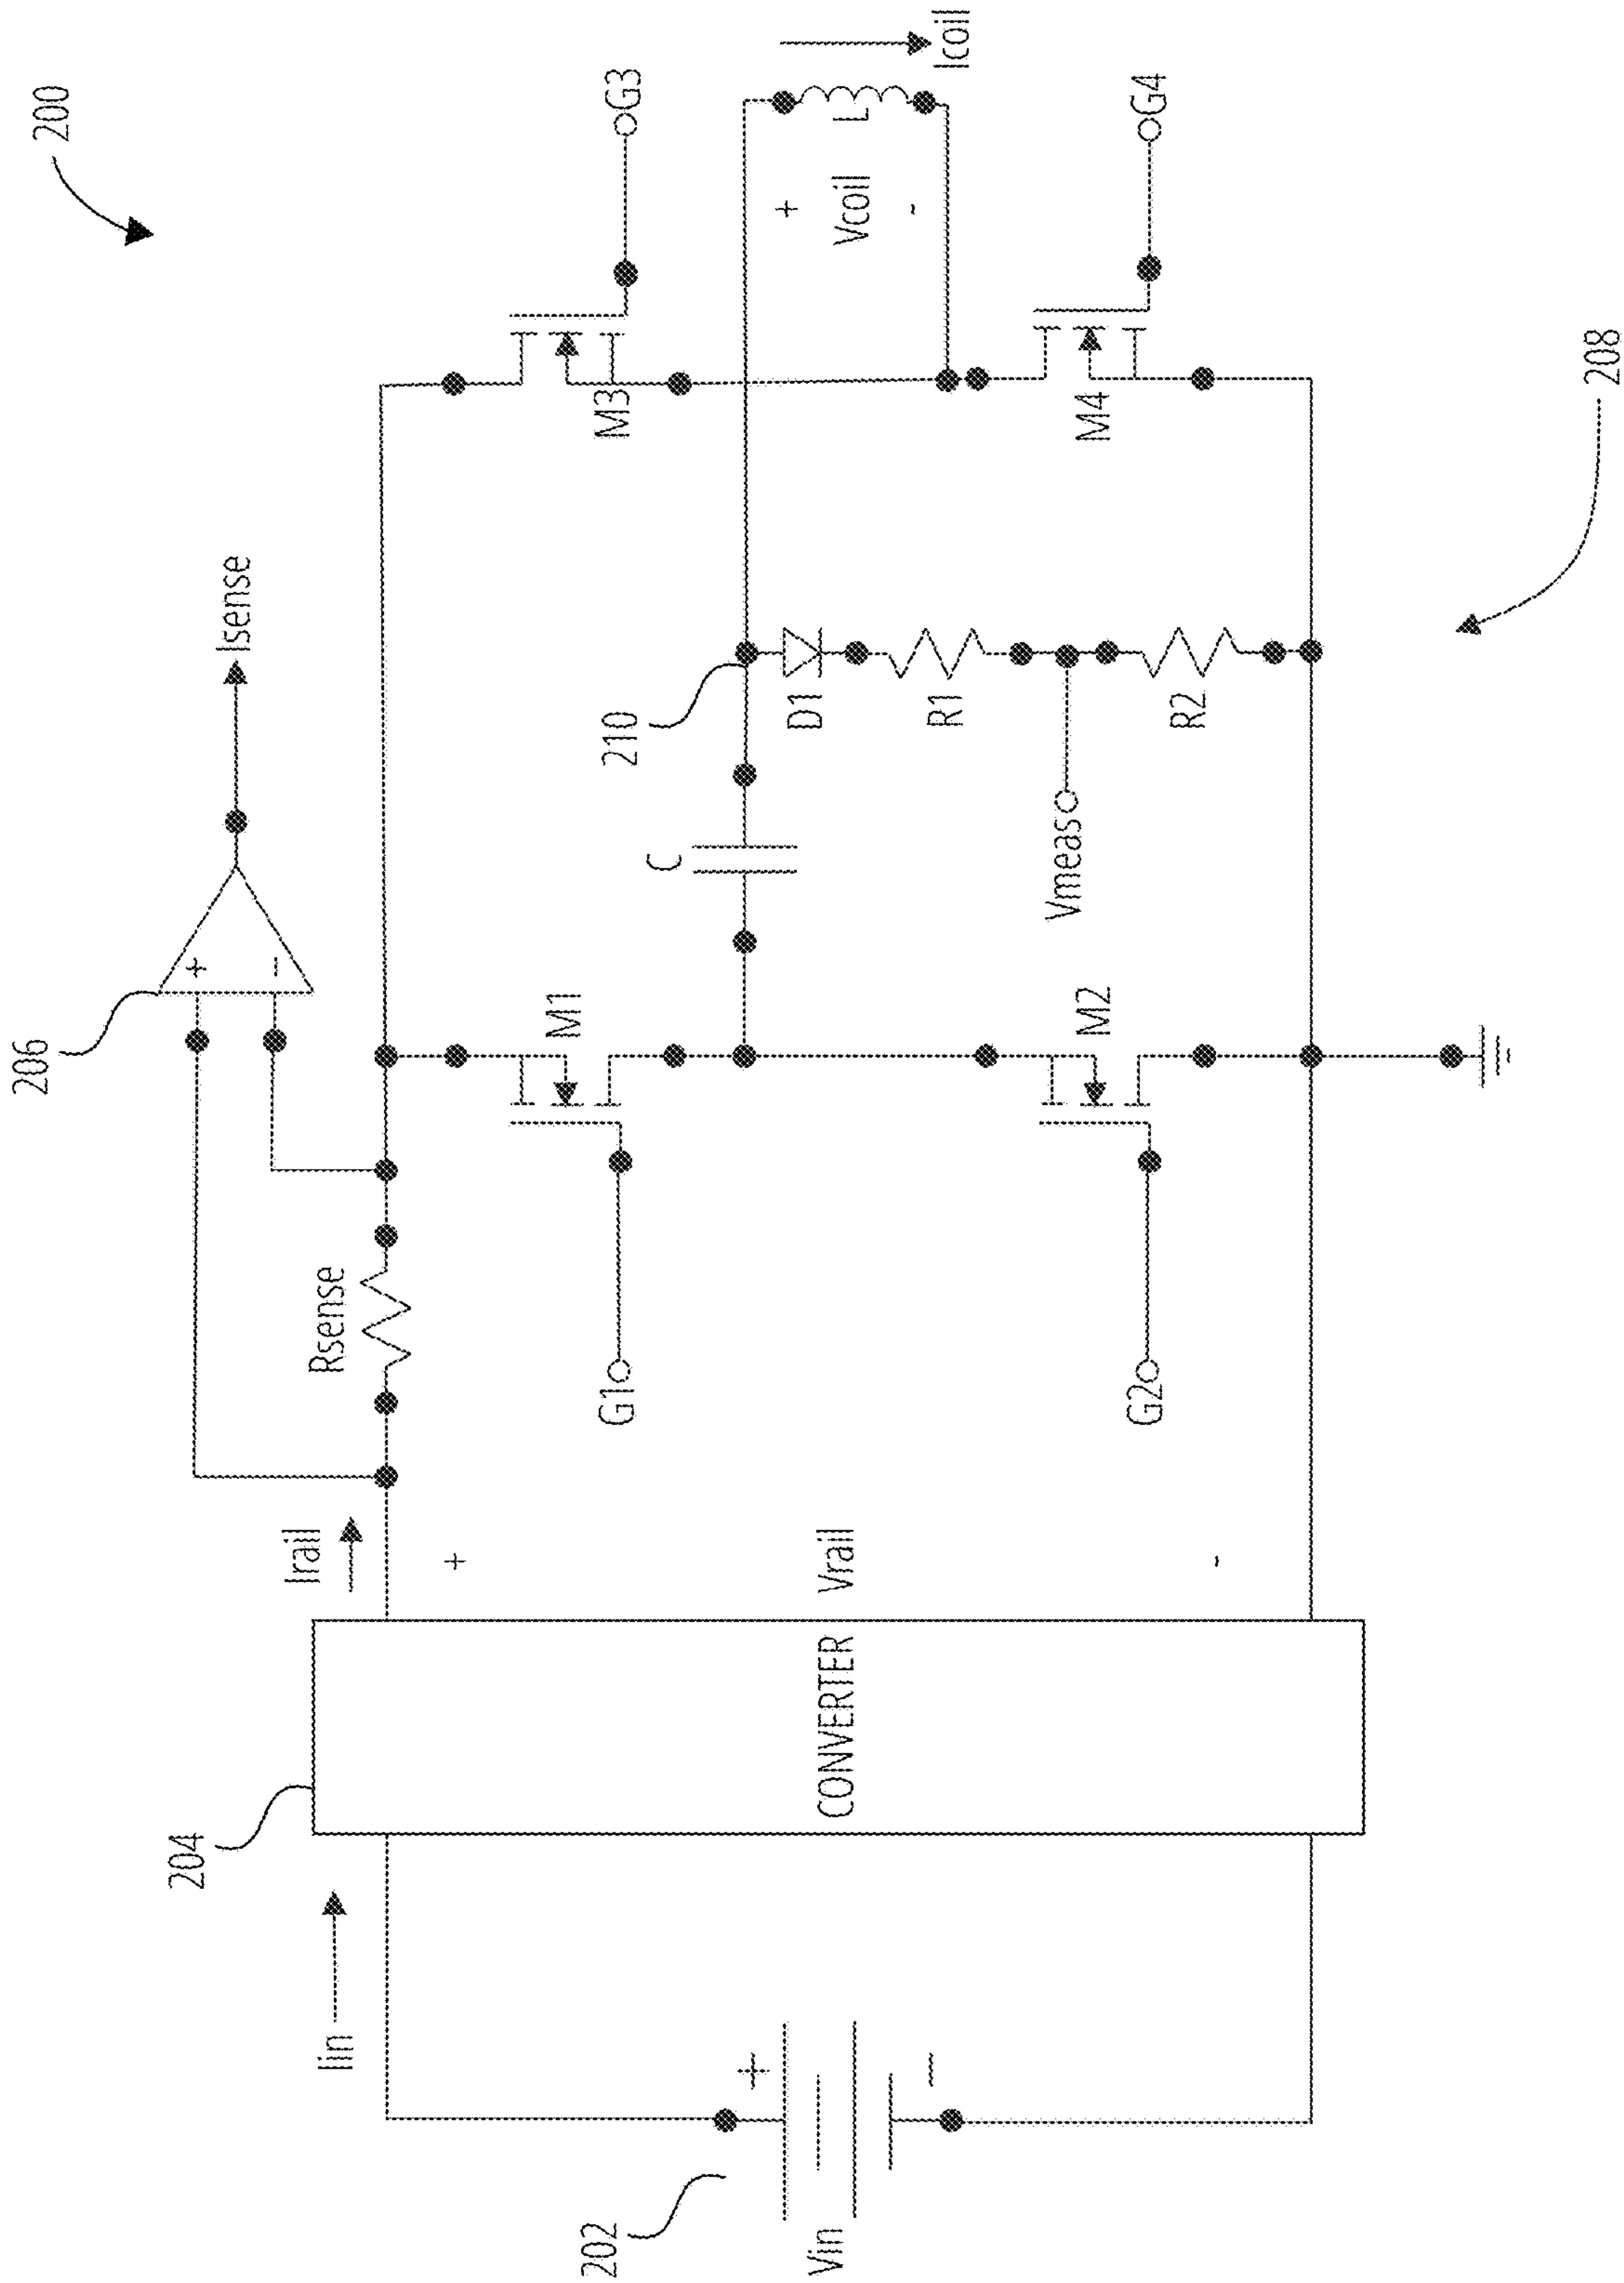 200
206
Isense
Rsense
Irail
Iin
204
202
Vin
+
−
CONVERTER
+
Vrail
-
+
−
G1
M1
G2
M2
C
210
D1
R1
R2
Vmeas
M3
G3
M4
G4
+
Vcoil
-
L
Icoil
208